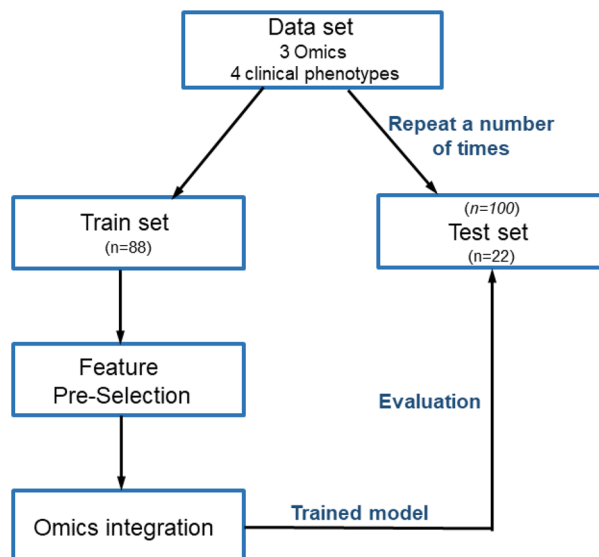 Data set
3 Omics
4 clinical phenotypes
Repeat a number
of times
Train set
(n=88)
(n=100)
Test set
(n=22)
Feature
Pre-Selection
Evaluation
Omics integration
Trained model